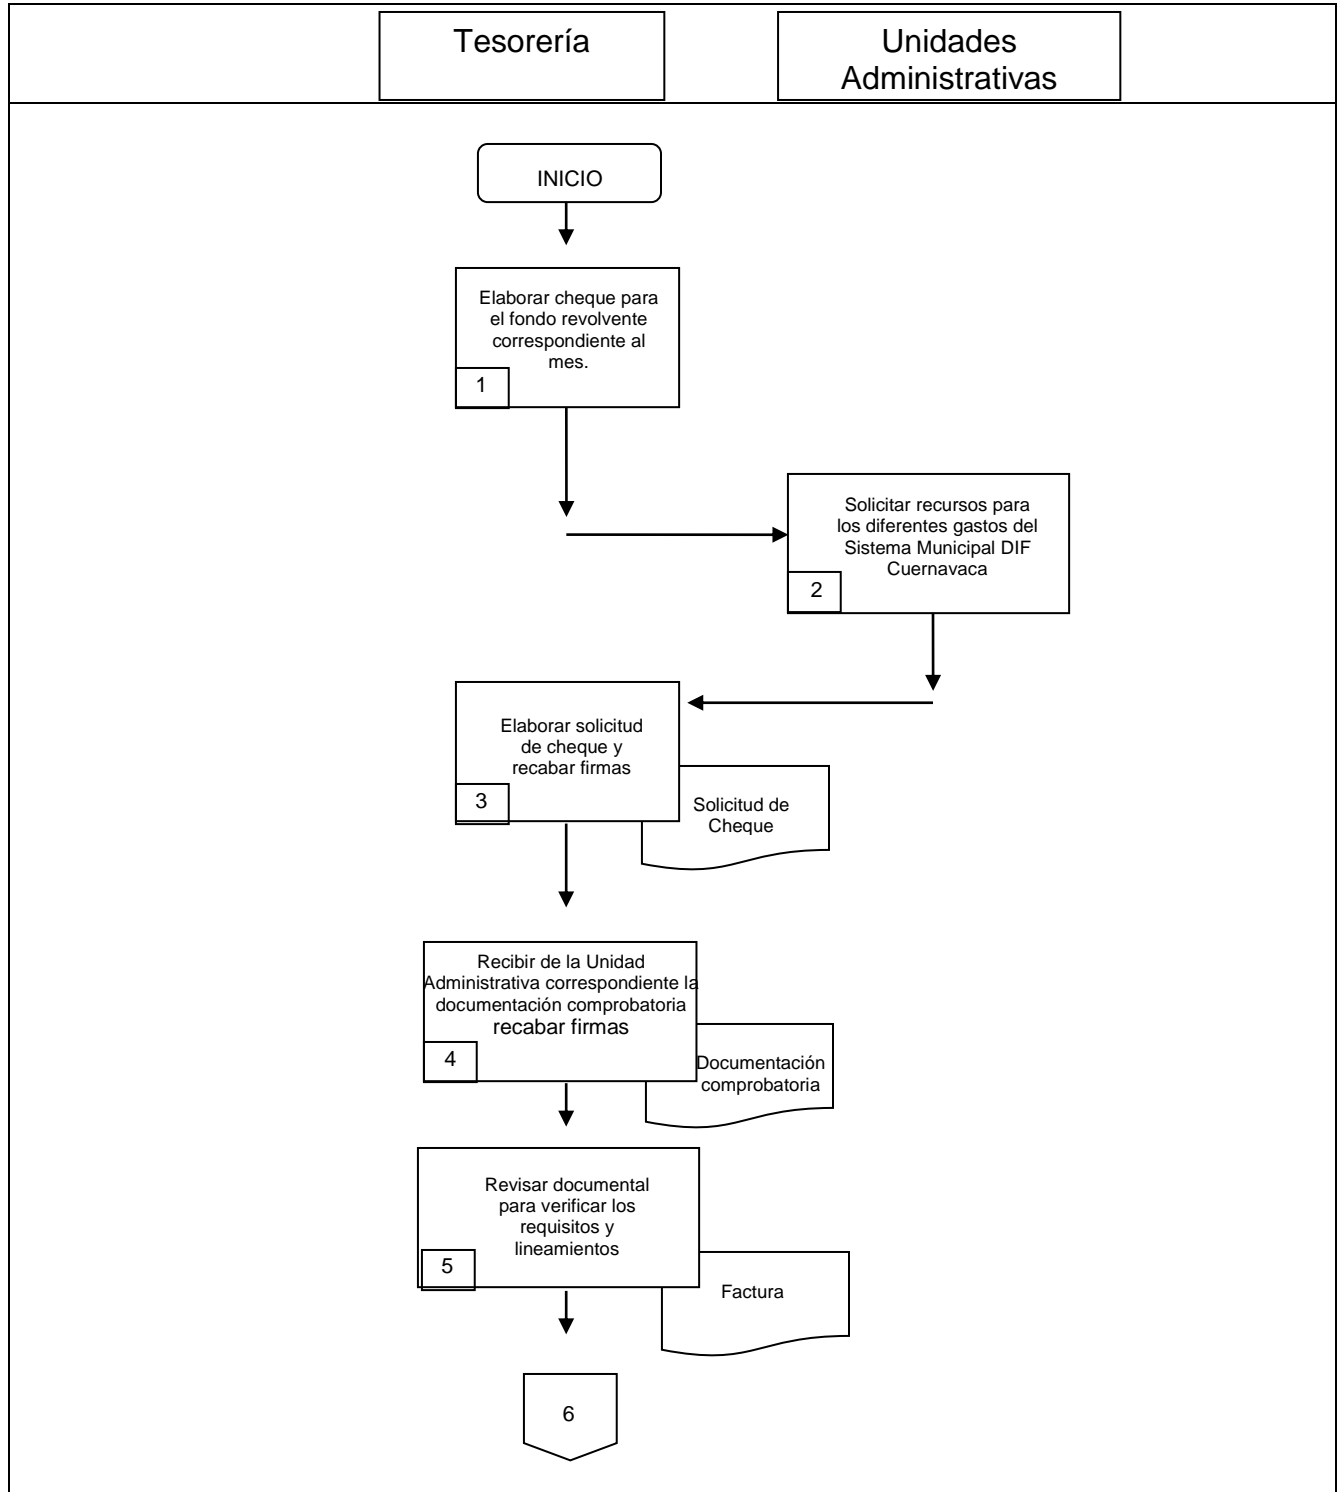 Tesorería
Unidades
Administrativas
INICIO
Elaborar cheque para
el fondo revolvente
correspondiente al
mes.
1
Solicitar recursos para
los diferentes gastos del
Sistema Municipal DIF
Cuernavaca
2
Elaborar solicitud
de cheque y
recabar firmas
3
Solicitud de
Cheque
Recibir de la Unidad
Administrativa correspondiente la
documentación comprobatoria
recabar firmas
4
Documentación
comprobatoria
Revisar documental
para verificar los
requisitos y
lineamientos
5
Factura
6